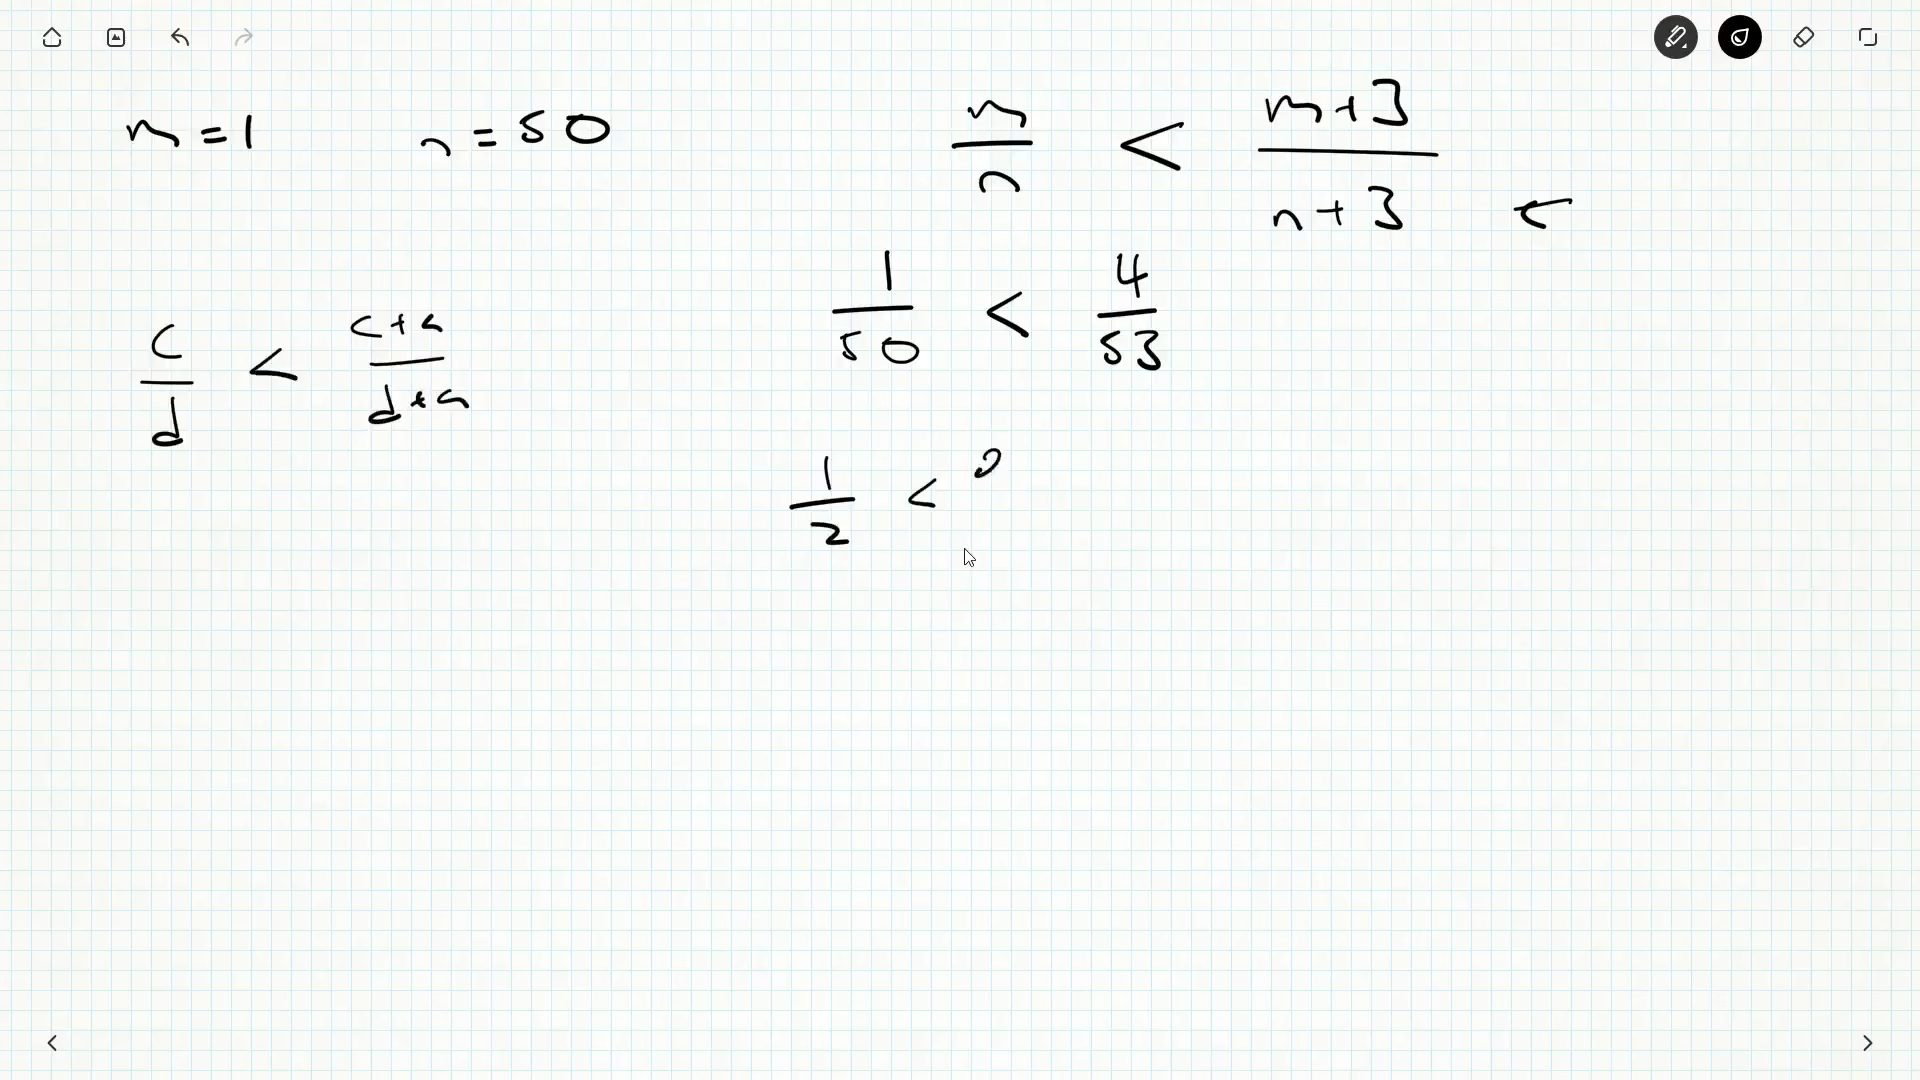 m = 1
n = 50
m/n < (m+3)/(n+3) ←
1/50 < 4/53
c/d < (c+a)/(d+a)
1/2 <